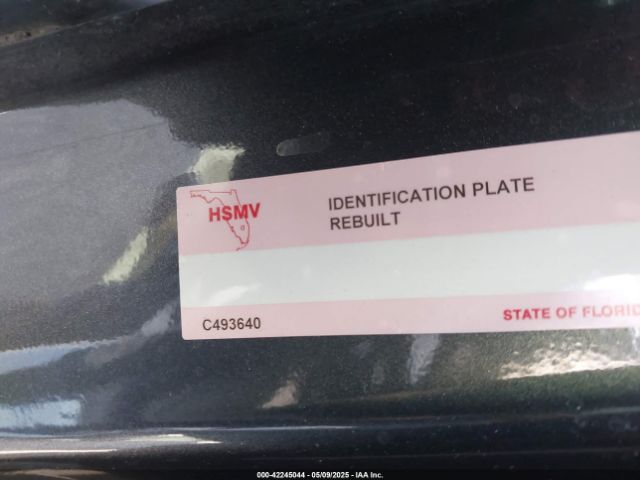 HSMV
IDENTIFICATION PLATE
REBUILT
C493640
STATE OF FLORID
000-42245044 - 05/09/2025 - IAA Inc.